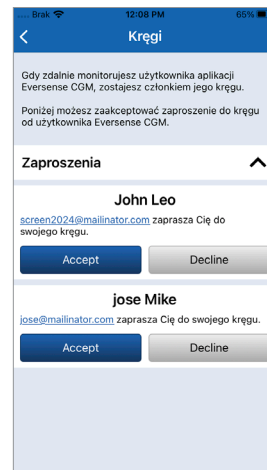 .... Brak 12:08 PM 65%
Kręgi
Gdy zdalnie monitorujesz użytkownika aplikacji
Eversense CGM, zostajesz członkiem jego kręgu.
Poniżej możesz zaakceptować zaproszenie do kręgu
od użytkownika Eversense CGM.
Zaproszenia
John Leo
screen2024@mailinator.com zaprasza Cię do
swojego kręgu.
Accept Decline
jose Mike
jose@mailinator.com zaprasza Cię do swojego kręgu.
Accept Decline